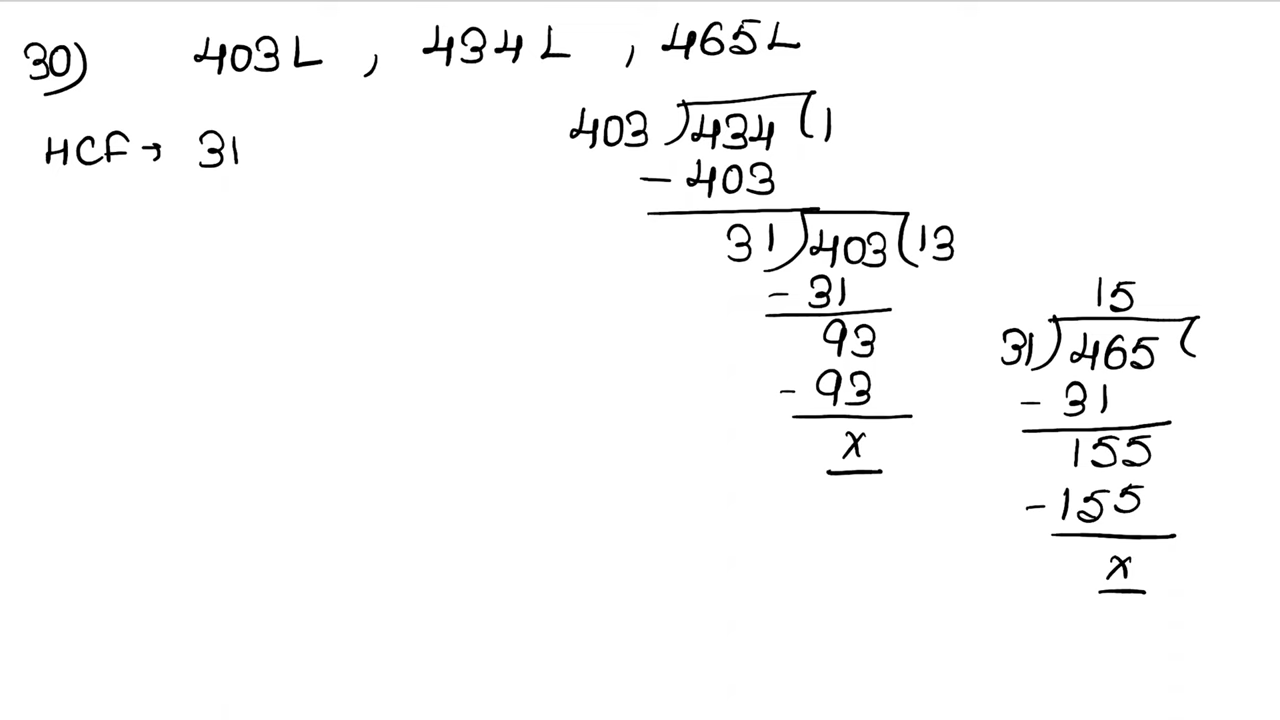 30) 403L , 434L , 465L
HCF → 31
403 ) 434 ( 1
- 403
31 ) 403 ( 13
- 31
93
- 93
x
15
31 ) 465 (
- 31
155
- 155
x